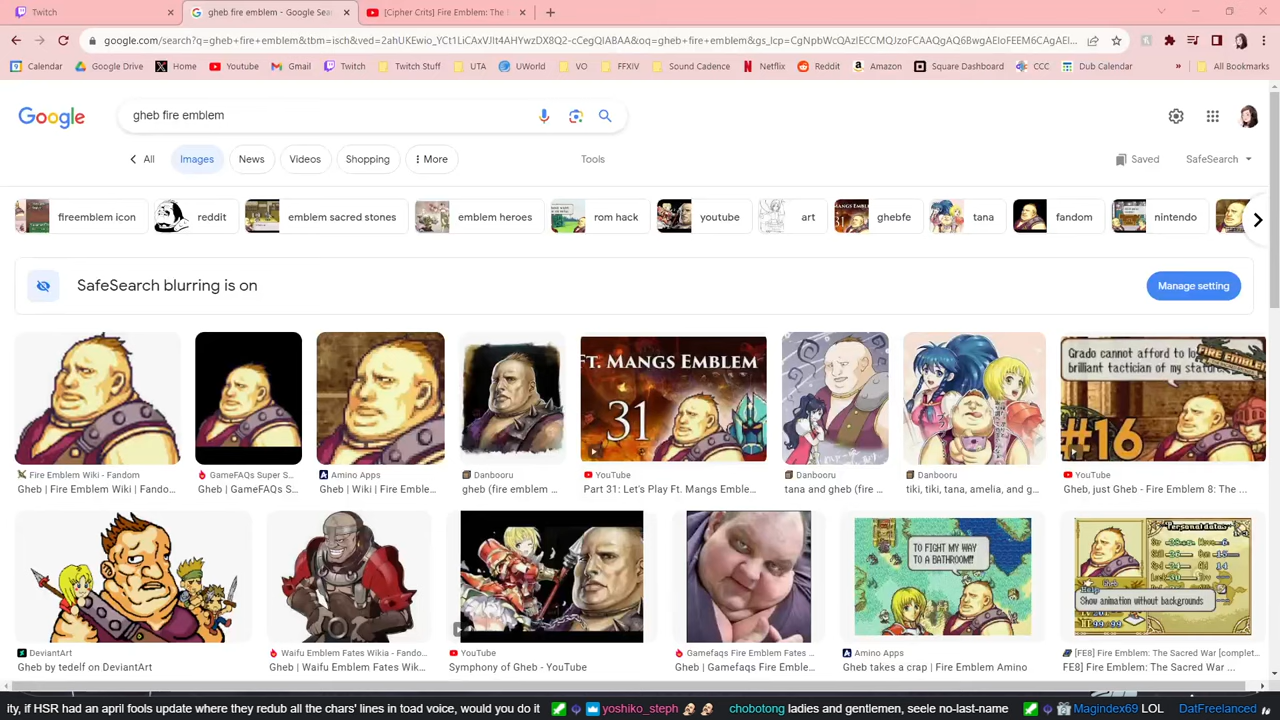 Twitch
gheb fire emblem - Google Sea
[Cipher Crits] Fire Emblem: The
google.com/search?q=gheb+fire+emblem&tbm=isch&ved=2ahUKEwio_YCt1LiCAxVJIt4AHYwzDX8Q2-cCegQIABAA&oq=gheb+fire+emblem&gs_lcp=CgNpbWcQAzIECCMQJzoFCAAQgAQ6BwgAEIoFEEM6CAgAEI...
Calendar
Google Drive
Home
Youtube
Gmail
Twitch
Twitch Stuff
UTA
UWorld
VO
FFXIV
Sound Cadence
Netflix
Reddit
Amazon
Square Dashboard
CCC
Dub Calendar
»
All Bookmarks
Google
gheb fire emblem
All
Images
News
Videos
Shopping
More
Tools
Saved
SafeSearch
fireemblem icon
reddit
emblem sacred stones
emblem heroes
rom hack
youtube
art
ghebfe
tana
fandom
nintendo
SafeSearch blurring is on
Manage setting
FT. MANGS EMBLEM
31
Grado cannot afford to lo
brilliant tactician of my statur
FIRE EMBLEM
#16
Fire Emblem Wiki - Fandom
Gheb | Fire Emblem Wiki | Fando...
GameFAQs Super S...
Gheb | GameFAQs S...
Amino Apps
Gheb | Wiki | Fire Emble...
Danbooru
gheb (fire emblem ...
YouTube
Part 31: Let's Play Ft. Mangs Emble...
Danbooru
tana and gheb (fire ...
Danbooru
tiki, tiki, tana, amelia, and g...
YouTube
Gheb, just Gheb - Fire Emblem 8: The ...
TO FIGHT MY WAY
TO A BATHROOM!!
Personal data
Gheb
Help
Show animation without backgrounds
DeviantArt
Gheb by tedelf on DeviantArt
Waifu Emblem Fates Wikia - Fando...
Gheb | Waifu Emblem Fates Wik...
YouTube
Symphony of Gheb - YouTube
Gamefaqs Fire Emblem Fates ...
Gheb | Gamefaqs Fire Emble...
Amino Apps
Gheb takes a crap | Fire Emblem Amino
[FE8] Fire Emblem: The Sacred War [complet...
[FE8] Fire Emblem: The Sacred War ...
ity, if HSR had an april fools update where they redub all the chars' lines in toad voice, would you do it yoshiko_steph chobotong ladies and gentlemen, seele no-last-name Magindex69 LOL DatFreelanced